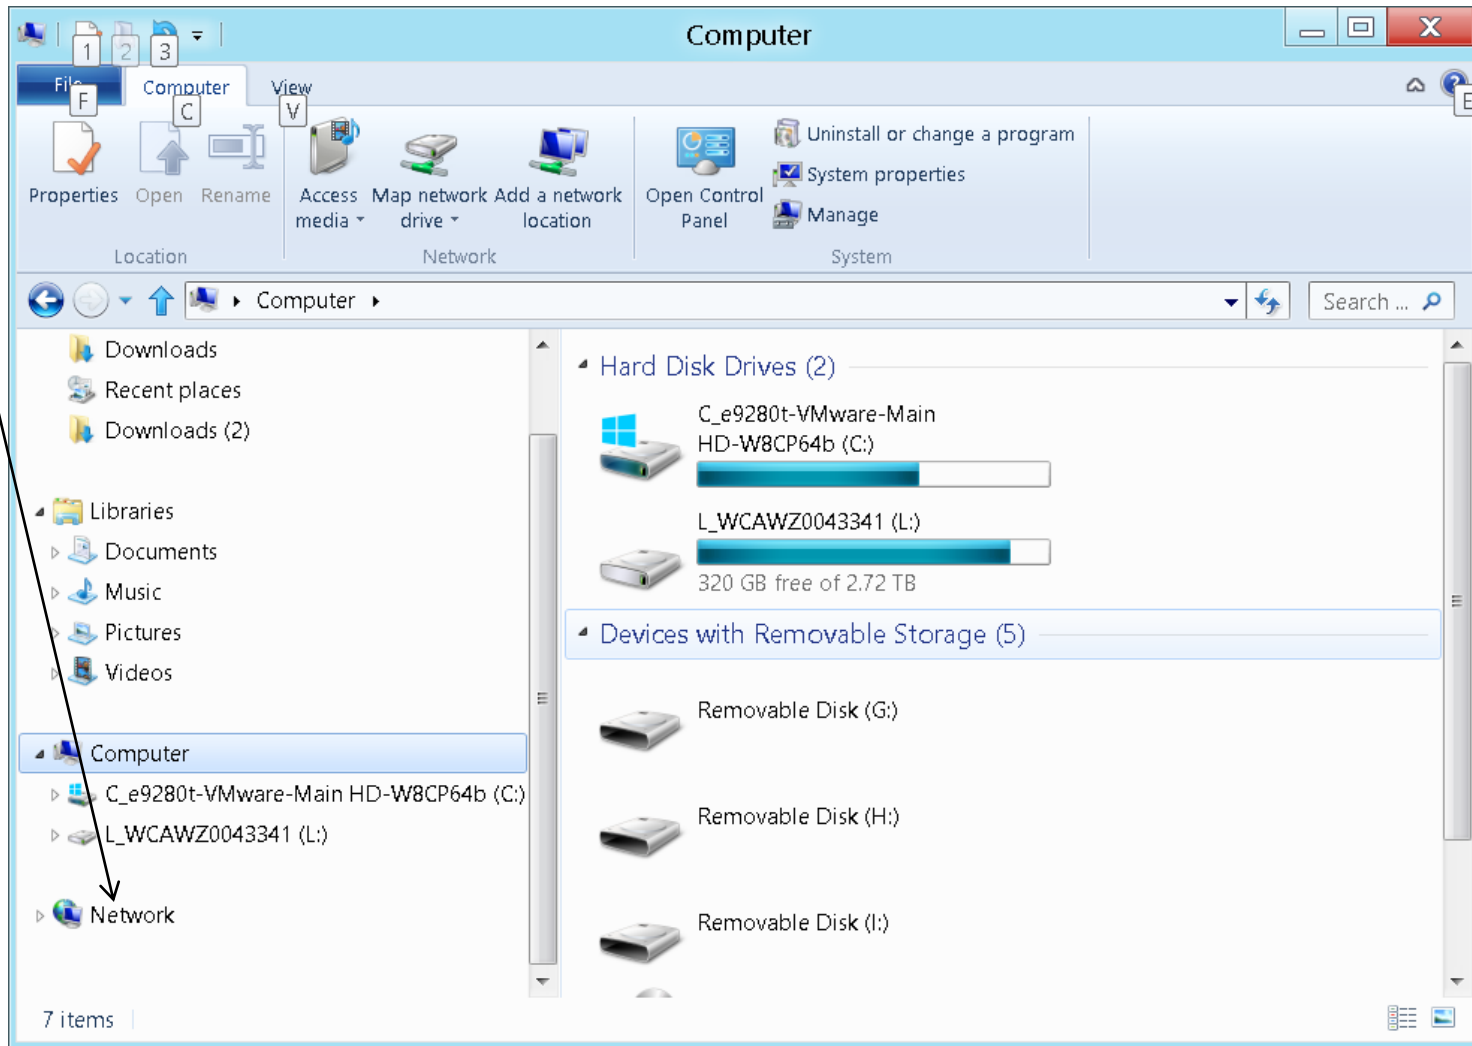 Computer
1
2
3
File
F
Computer
C
View
V
E
Properties
Open
Rename
Access media
Map network drive
Add a network location
Open Control Panel
Uninstall or change a program
System properties
Manage
Location
Network
System
Computer
Search ...
Downloads
Recent places
Downloads (2)
Libraries
Documents
Music
Pictures
Videos
Computer
C_e9280t-VMware-Main HD-W8CP64b (C:)
L_WCAWZ0043341 (L:)
Network
Hard Disk Drives (2)
C_e9280t-VMware-Main
HD-W8CP64b (C:)
L_WCAWZ0043341 (L:)
320 GB free of 2.72 TB
Devices with Removable Storage (5)
Removable Disk (G:)
Removable Disk (H:)
Removable Disk (I:)
7 items